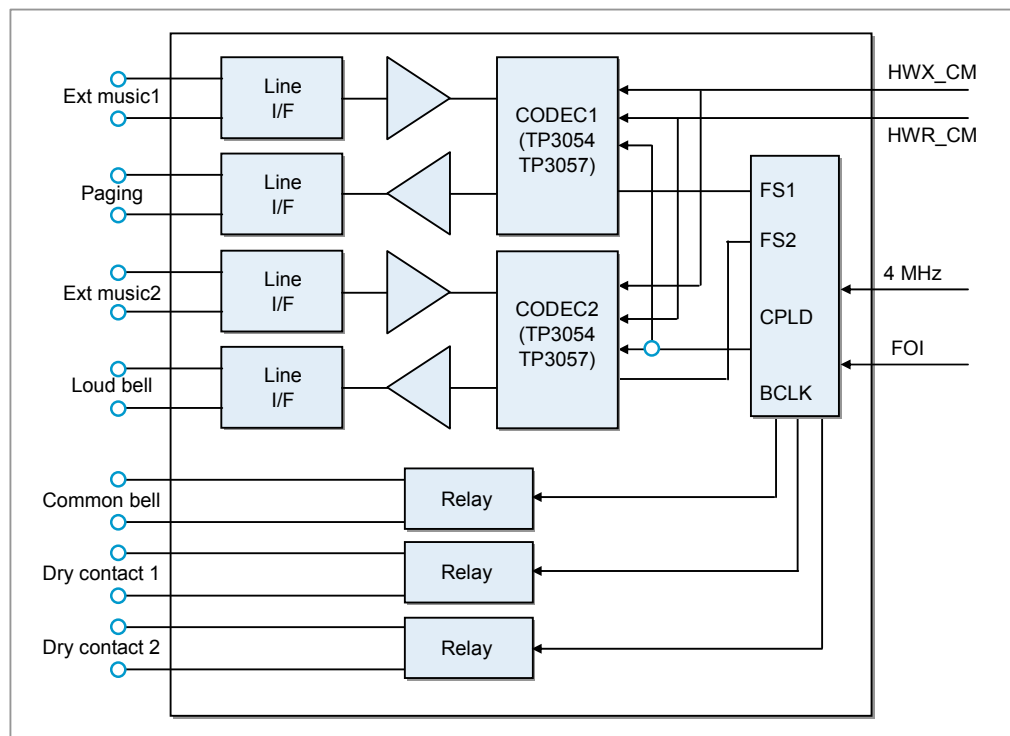 Ext music1
Line
I/F
CODEC1
(TP3054
TP3057)
HWX_CM
HWR_CM
Paging
Line
I/F
FS1
FS2
CPLD
BCLK
4 MHz
FOI
Ext music2
Line
I/F
CODEC2
(TP3054
TP3057)
Loud bell
Line
I/F
Common bell
Relay
Dry contact 1
Relay
Dry contact 2
Relay